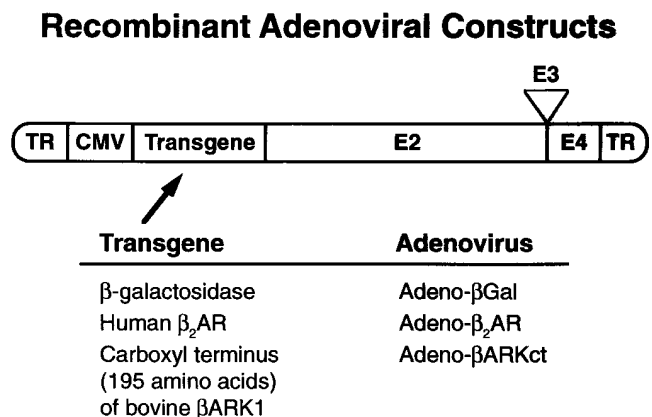 Recombinant Adenoviral Constructs
E3
TR CMV Transgene E2 E4 TR
Transgene Adenovirus
β-galactosidase Adeno-βGal
Human β₂AR Adeno-β₂AR
Carboxyl terminus Adeno-βARKct
(195 amino acids)
of bovine βARK1